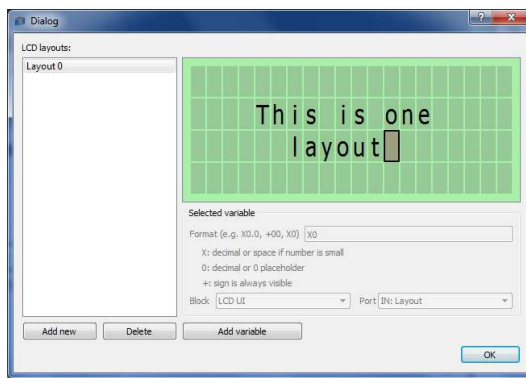 Dialog
LCD layouts:
Layout 0
This is one
layout
Selected variable
Format (e.g. X0.0, +00, X0) X0
X: decimal or space if number is small
0: decimal or 0 placeholder
+: sign is always visible
Block LCD UI Port IN: Layout
Add new Delete Add variable
OK